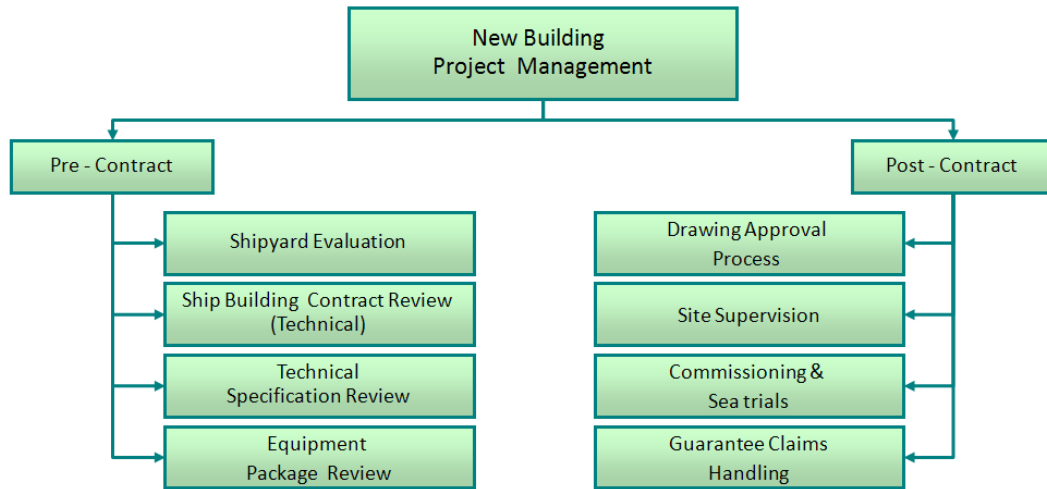 New Building
Project Management
Pre - Contract
Post - Contract
Shipyard Evaluation
Ship Building Contract Review
(Technical)
Technical
Specification Review
Equipment
Package Review
Drawing Approval
Process
Site Supervision
Commissioning &
Sea trials
Guarantee Claims
Handling